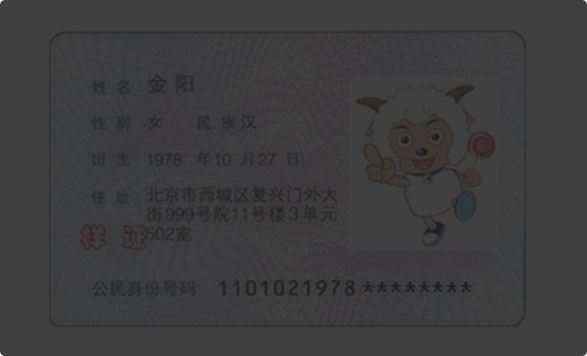 姓名 金阳
性别 女 民族 汉
出生 1978 年 10 月 27 日
住址 北京市西城区复兴门外大
街999号院11号楼3单元
样 证 502室
公民身份号码 1101021978********